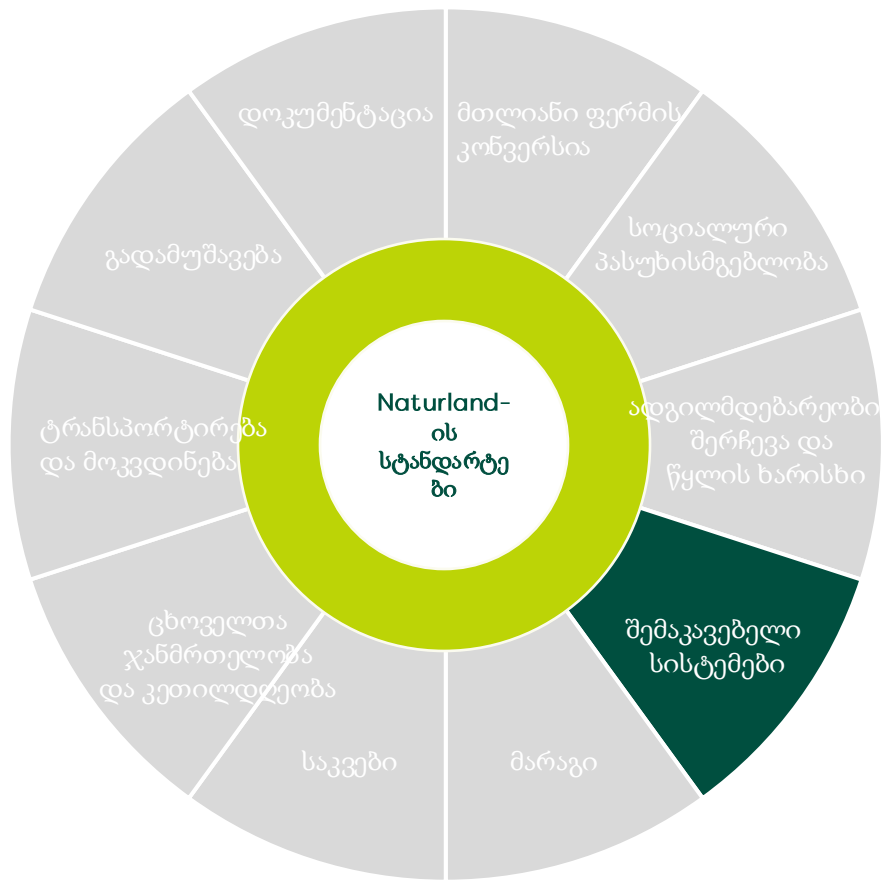 დოკუმენტაცია
მთლიანი ფერმის
კონვერსია
სოციალური
პასუხისმგებლობა
ადგილმდებარეობი
შერჩევა და
წყლის ხარისხი
შემაკავებელი
სისტემები
მარაგი
საკვები
ცხოველთა
ჯანმრთელობა
და კეთილდღეობა
ტრანსპორტირება
და მოკვდინება
გადამუშავება
Naturland-
ის
სტანდარტე
ბი